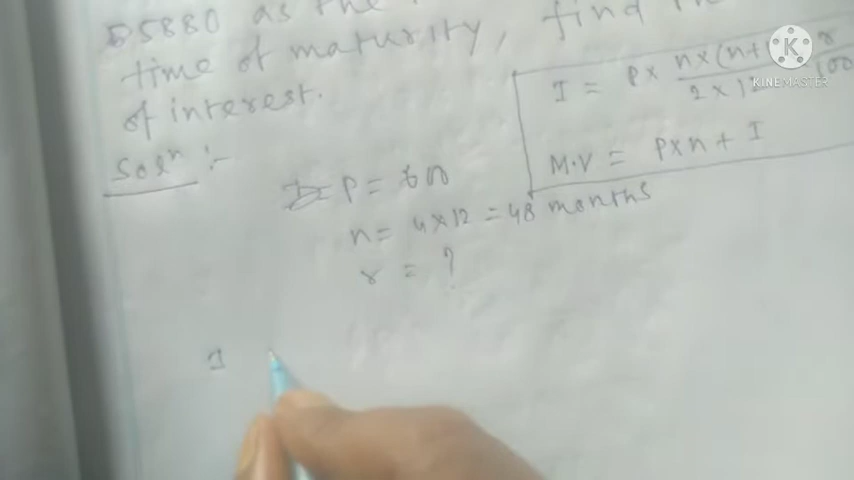 5880 as the
time of maturity, find
of interest.
I = P x n x (n+1) r
2 x 12 100
M.V = P x n + I
Solⁿ :-
P = 600
n = 4 x 12 = 48 months
r = ?
I
KINEMASTER